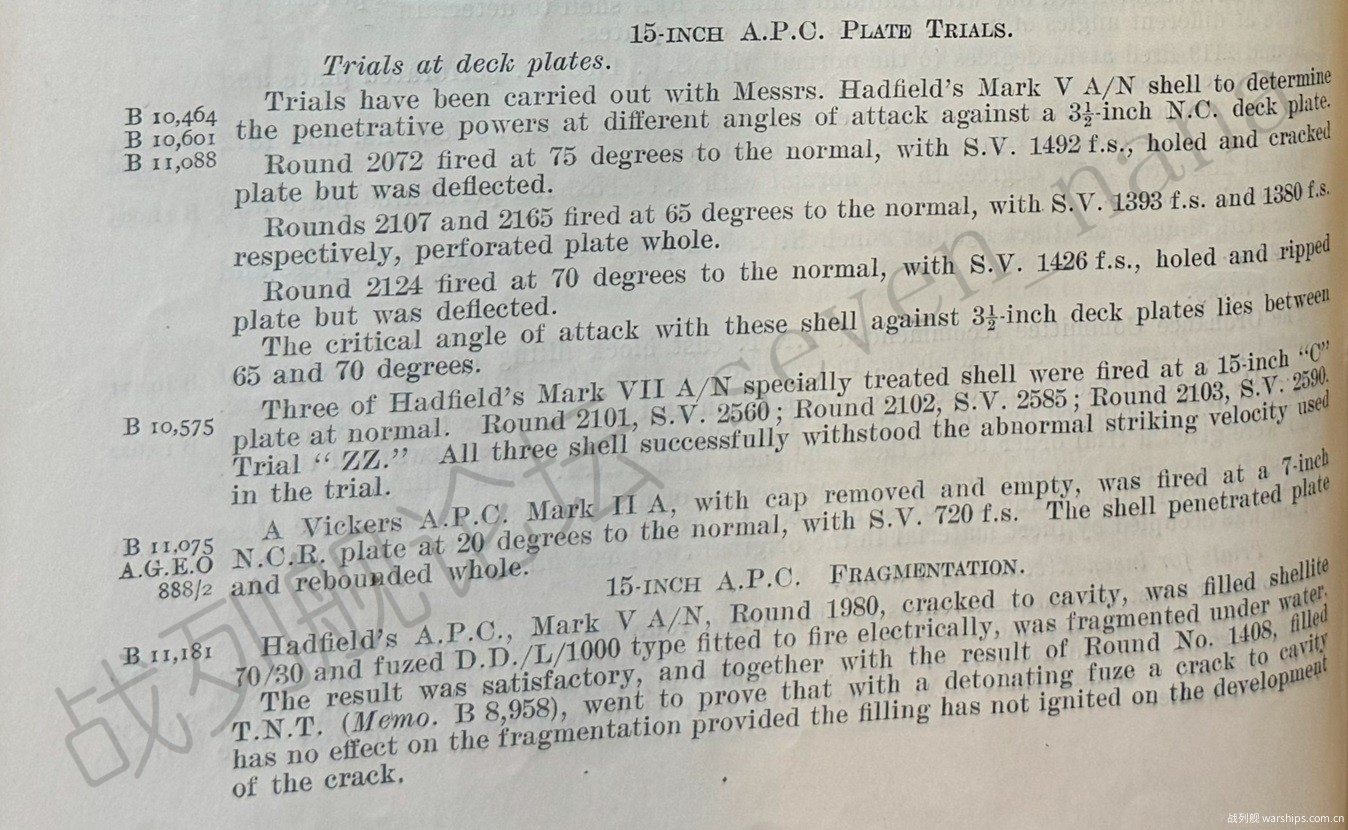 15-INCH A.P.C. PLATE TRIALS.
Trials at deck plates.
Trials have been carried out with Messrs. Hadfield's Mark V A/N shell to determine
B 10,464
B 10,601
the penetrative powers at different angles of attack against a 3½-inch N.C. deck plate.
B 11,088
Round 2072 fired at 75 degrees to the normal, with S.V. 1492 f.s., holed and cracked
plate but was deflected.
Rounds 2107 and 2165 fired at 65 degrees to the normal, with S.V. 1393 f.s. and 1380 f.s.
respectively, perforated plate whole.
Round 2124 fired at 70 degrees to the normal, with S.V. 1426 f.s., holed and ripped
plate but was deflected.
The critical angle of attack with these shell against 3½-inch deck plates lies between
65 and 70 degrees.
Three of Hadfield's Mark VII A/N specially treated shell were fired at a 15-inch "C"
B 10,575
plate at normal. Round 2101, S.V. 2560; Round 2102, S.V. 2585; Round 2103, S.V. 2590.
Trial "ZZ." All three shell successfully withstood the abnormal striking velocity used
in the trial.
A Vickers A.P.C. Mark II A, with cap removed and empty, was fired at a 7-inch
B 11,075
N.C.R. plate at 20 degrees to the normal, with S.V. 720 f.s. The shell penetrated plate
A.G.E.O
888/2
and rebounded whole.
15-INCH A.P.C. FRAGMENTATION.
Hadfield's A.P.C., Mark V A/N, Round 1980, cracked to cavity, was filled shellite
B 11,181
70/30 and fuzed D.D./L/1000 type fitted to fire electrically, was fragmented under water.
The result was satisfactory, and together with the result of Round No. 1408, filled
T.N.T. (Memo. B 8,958), went to prove that with a detonating fuze a crack to cavity
has no effect on the fragmentation provided the filling has not ignited on the development
of the crack.
战列舰论坛 seven_nana
战列舰 warships.com.cn